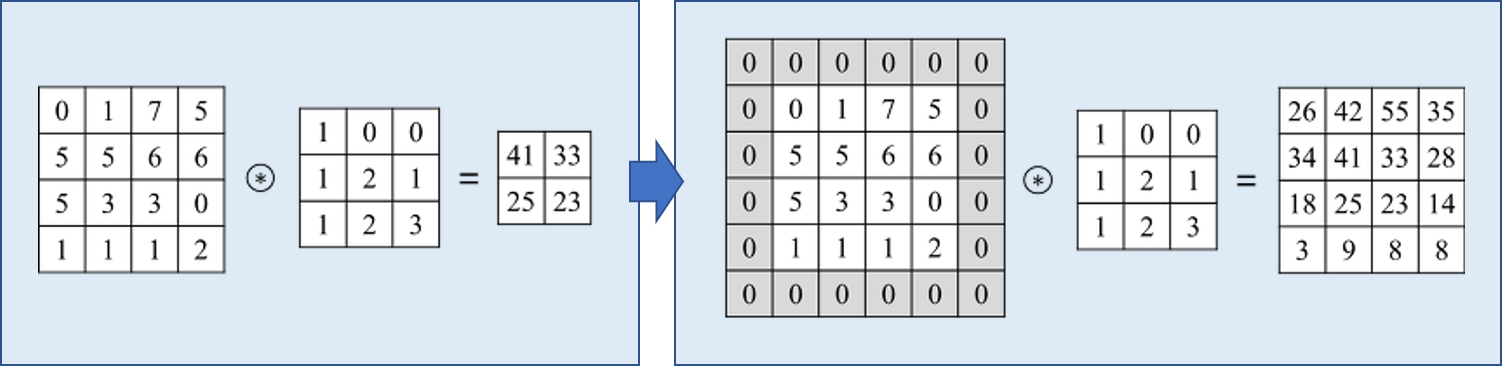 0 1 7 5
5 5 6 6
5 3 3 0
1 1 1 2
⊛
1 0 0
1 2 1
1 2 3
=
41 33
25 23
0 0 0 0 0 0
0 0 1 7 5 0
0 5 5 6 6 0
0 5 3 3 0 0
0 1 1 1 2 0
0 0 0 0 0 0
⊛
1 0 0
1 2 1
1 2 3
=
26 42 55 35
34 41 33 28
18 25 23 14
3 9 8 8